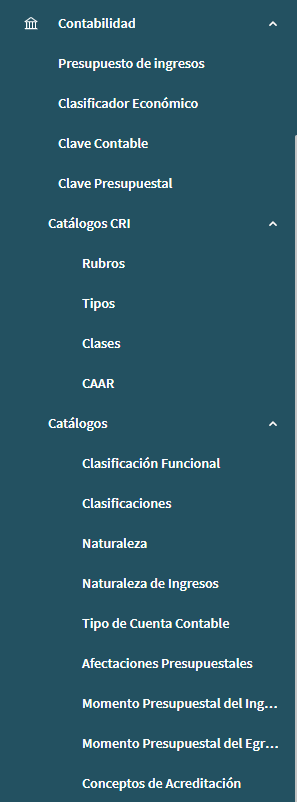 Contabilidad
Presupuesto de ingresos
Clasificador Económico
Clave Contable
Clave Presupuestal
Catálogos CRI
Rubros
Tipos
Clases
CAAR
Catálogos
Clasificación Funcional
Clasificaciones
Naturaleza
Naturaleza de Ingresos
Tipo de Cuenta Contable
Afectaciones Presupuestales
Momento Presupuestal del Ing...
Momento Presupuestal del Egr...
Conceptos de Acreditación